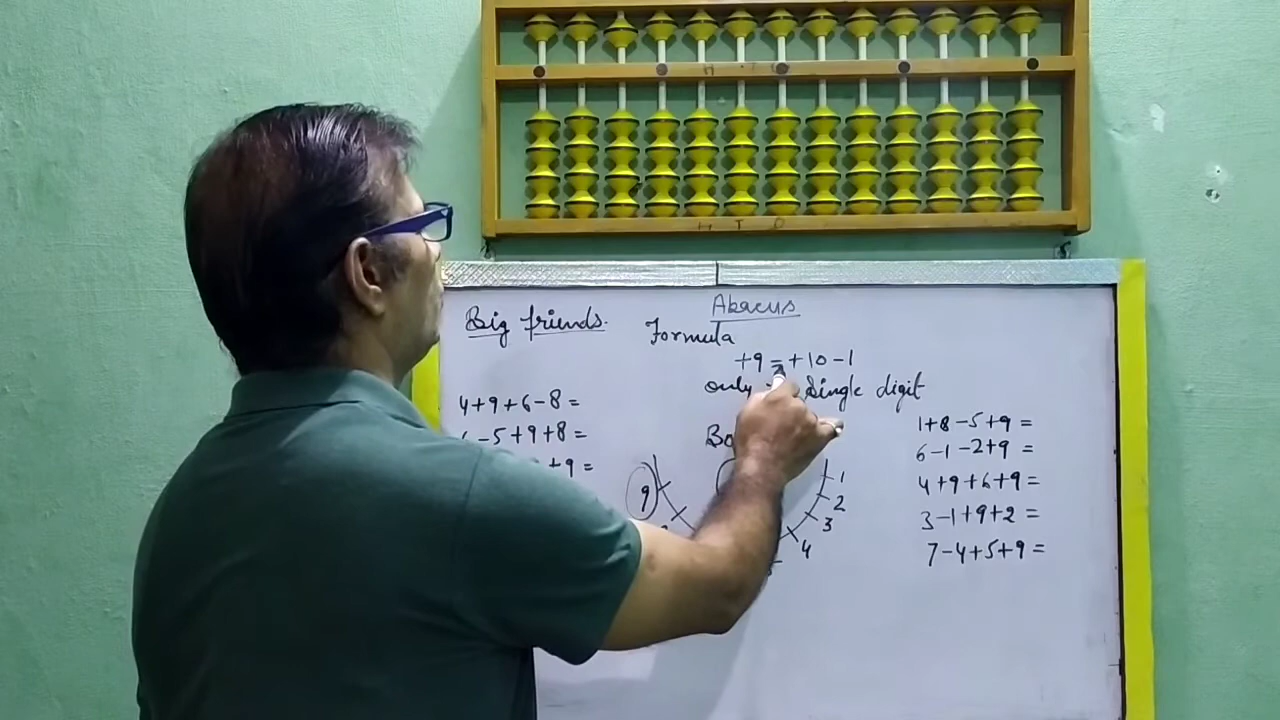 H T O
H T O
Abacus
Big friends.
Formula
+9 = +10 -1
only Single digit
4+9+6-8=
-5+9+8=
+9=
Bo
9
1
2
3
4
1+8-5+9=
6-1-2+9=
4+9+6+9=
3-1+9+2=
7-4+5+9=